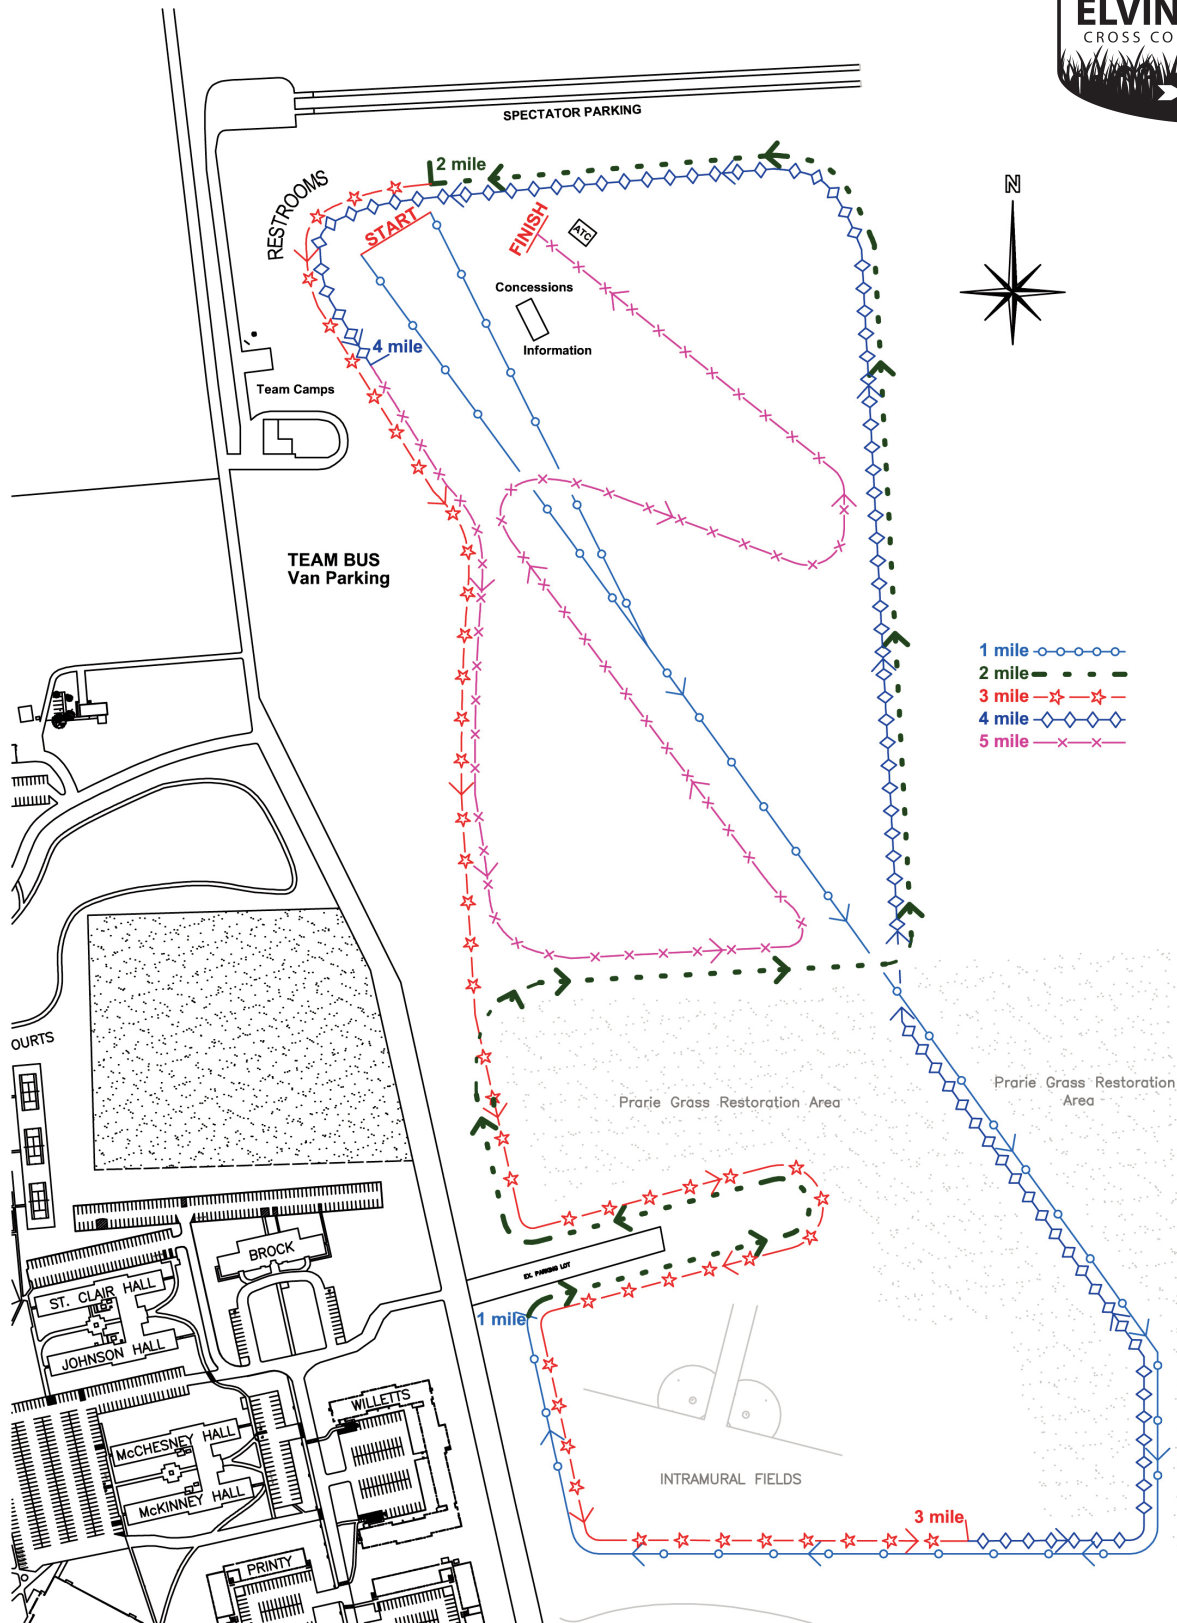 ELVIN
CROSS CO
SPECTATOR PARKING
2 mile
RESTROOMS
START
FINISH
ATC
N
Concessions
Information
4 mile
Team Camps
TEAM BUS
Van Parking
1 mile
2 mile
3 mile
4 mile
5 mile
OURTS
Prarie Grass Restoration Area
Prarie Grass Restoration
Area
BROCK
EX. PARKING LOT
ST. CLAIR HALL
1 mile
JOHNSON HALL
WILLETTS
McCHESNEY HALL
INTRAMURAL FIELDS
McKINNEY HALL
3 mile
PRINTY